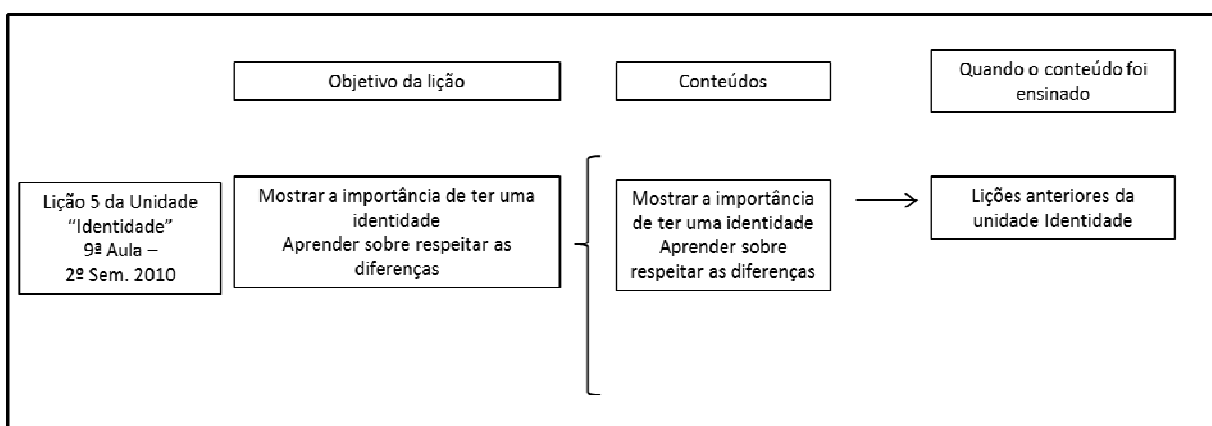 Objetivo da lição
Conteúdos
Quando o conteúdo foi
ensinado
Lição 5 da Unidade
“Identidade”
9ª Aula –
2º Sem. 2010
Mostrar a importância de ter uma
identidade
Aprender sobre respeitar as
diferenças
Mostrar a importância
de ter uma identidade
Aprender sobre
respeitar as diferenças
Lições anteriores da
unidade Identidade